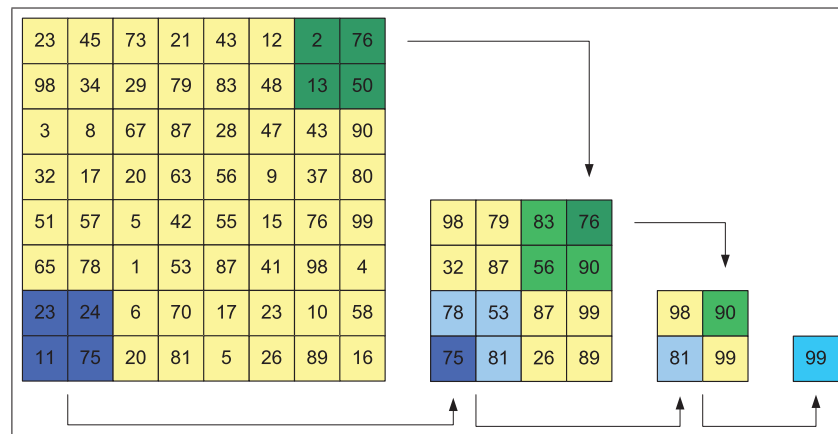 23 45 73 21 43 12 2 76
98 34 29 79 83 48 13 50
3 8 67 87 28 47 43 90
32 17 20 63 56 9 37 80
51 57 5 42 55 15 76 99
65 78 1 53 87 41 98 4
23 24 6 70 17 23 10 58
11 75 20 81 5 26 89 16
98 79 83 76
32 87 56 90
78 53 87 99
75 81 26 89
98 90
81 99
99